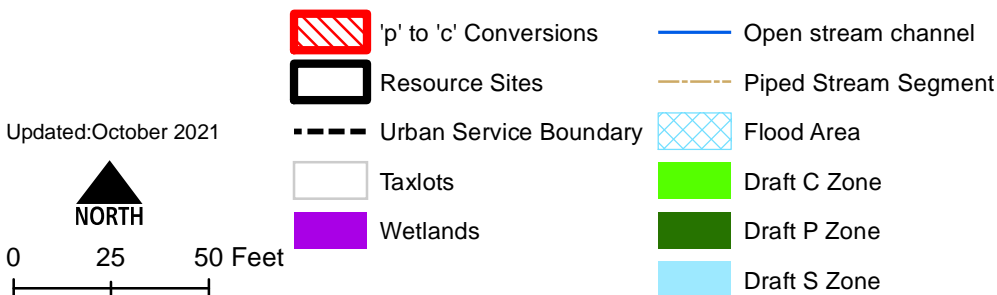 Updated:October 2021
NORTH
0 25 50 Feet
'p' to 'c' Conversions
Resource Sites
Urban Service Boundary
Taxlots
Wetlands
Open stream channel
Piped Stream Segment
Flood Area
Draft C Zone
Draft P Zone
Draft S Zone